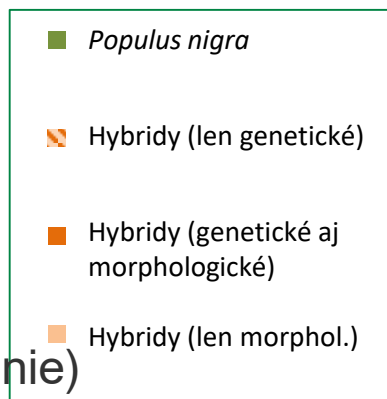 Populus nigra
Hybridy (len genetické)
Hybridy (genetické aj
morphologické)
Hybridy (len morphol.)
nie)